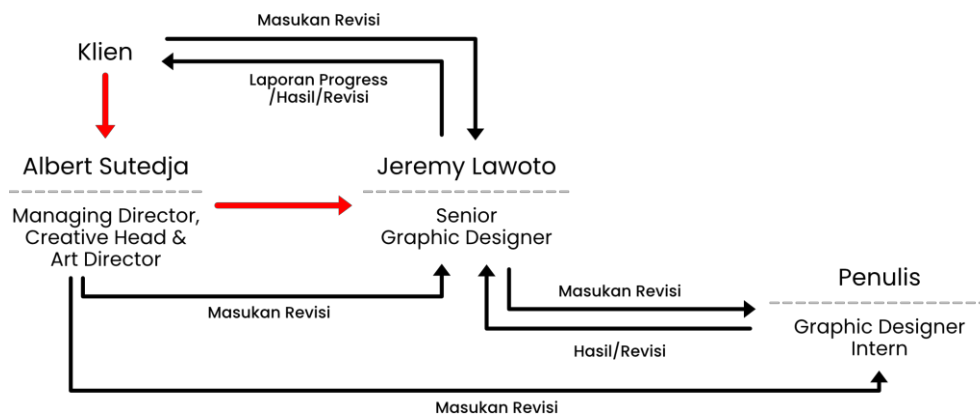 Masukan Revisi
Klien
Laporan Progress
/Hasil/Revisi
Albert Sutedja
Managing Director,
Creative Head &
Art Director
Jeremy Lawoto
Senior
Graphic Designer
Masukan Revisi
Masukan Revisi
Hasil/Revisi
Penulis
Graphic Designer
Intern
Masukan Revisi